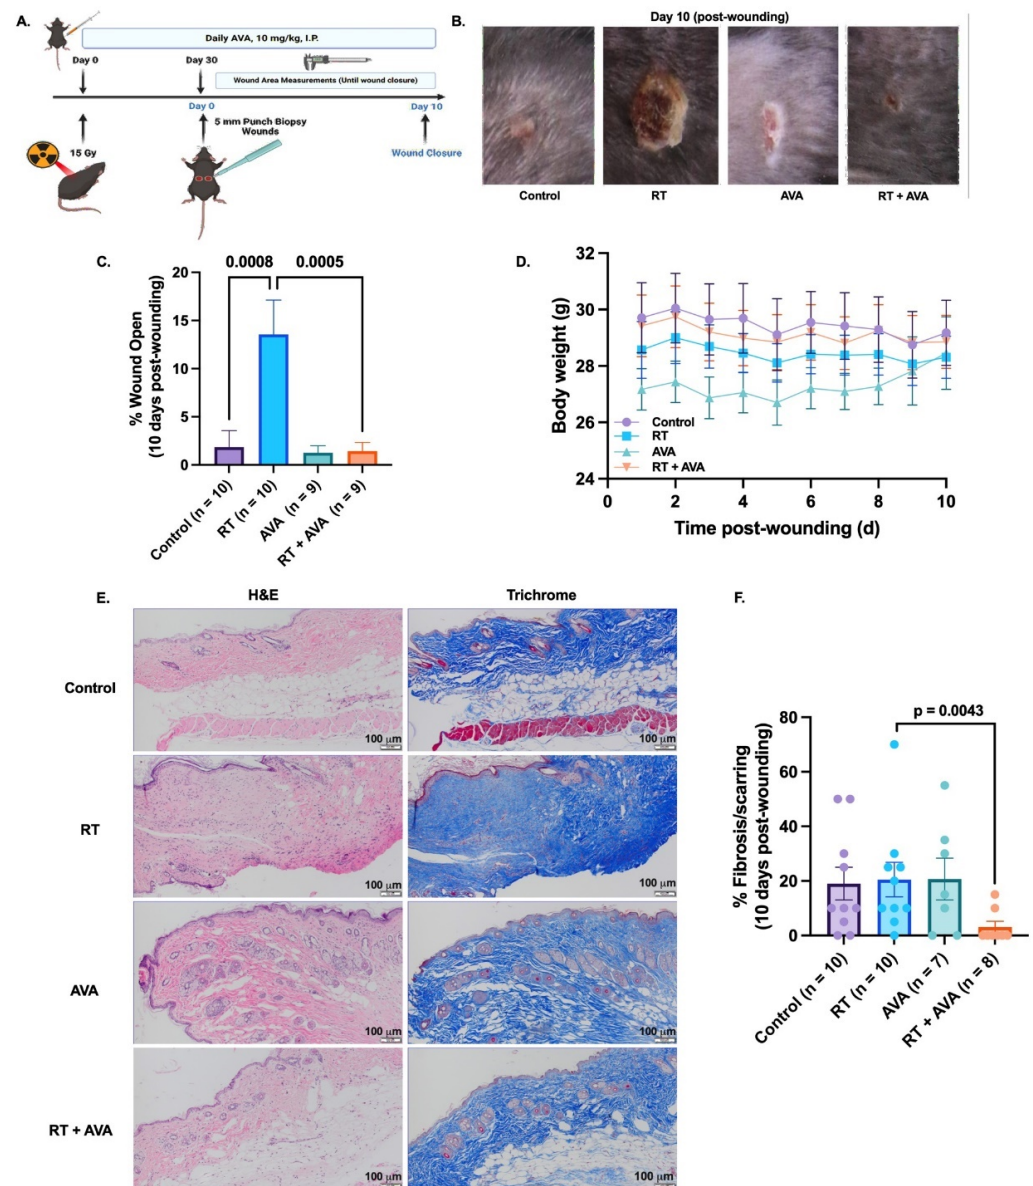 A.
Daily AVA, 10 mg/kg, I.P.
Day 0
Day 30
Wound Area Measurements (Until wound closure)
Day 0
Day 10
15 Gy
5 mm Punch Biopsy
Wounds
Wound Closure
B.
Day 10 (post-wounding)
Control
RT
AVA
RT + AVA
C.
0.0008
0.0005
% Wound Open
(10 days post-wounding)
20
15
10
5
0
Control (n = 10)
RT (n = 10)
AVA (n = 9)
RT + AVA (n = 9)
D.
Body weight (g)
32
30
28
26
24
Control
RT
AVA
RT + AVA
0
2
4
6
8
10
Time post-wounding (d)
E.
H&E
Trichrome
Control
100 μm
100 μm
RT
100 μm
100 μm
AVA
100 μm
100 μm
RT + AVA
100 μm
100 μm
F.
p = 0.0043
% Fibrosis/scarring
(10 days post-wounding)
80
60
40
20
0
Control (n = 10)
RT (n = 10)
AVA (n = 7)
RT + AVA (n = 8)